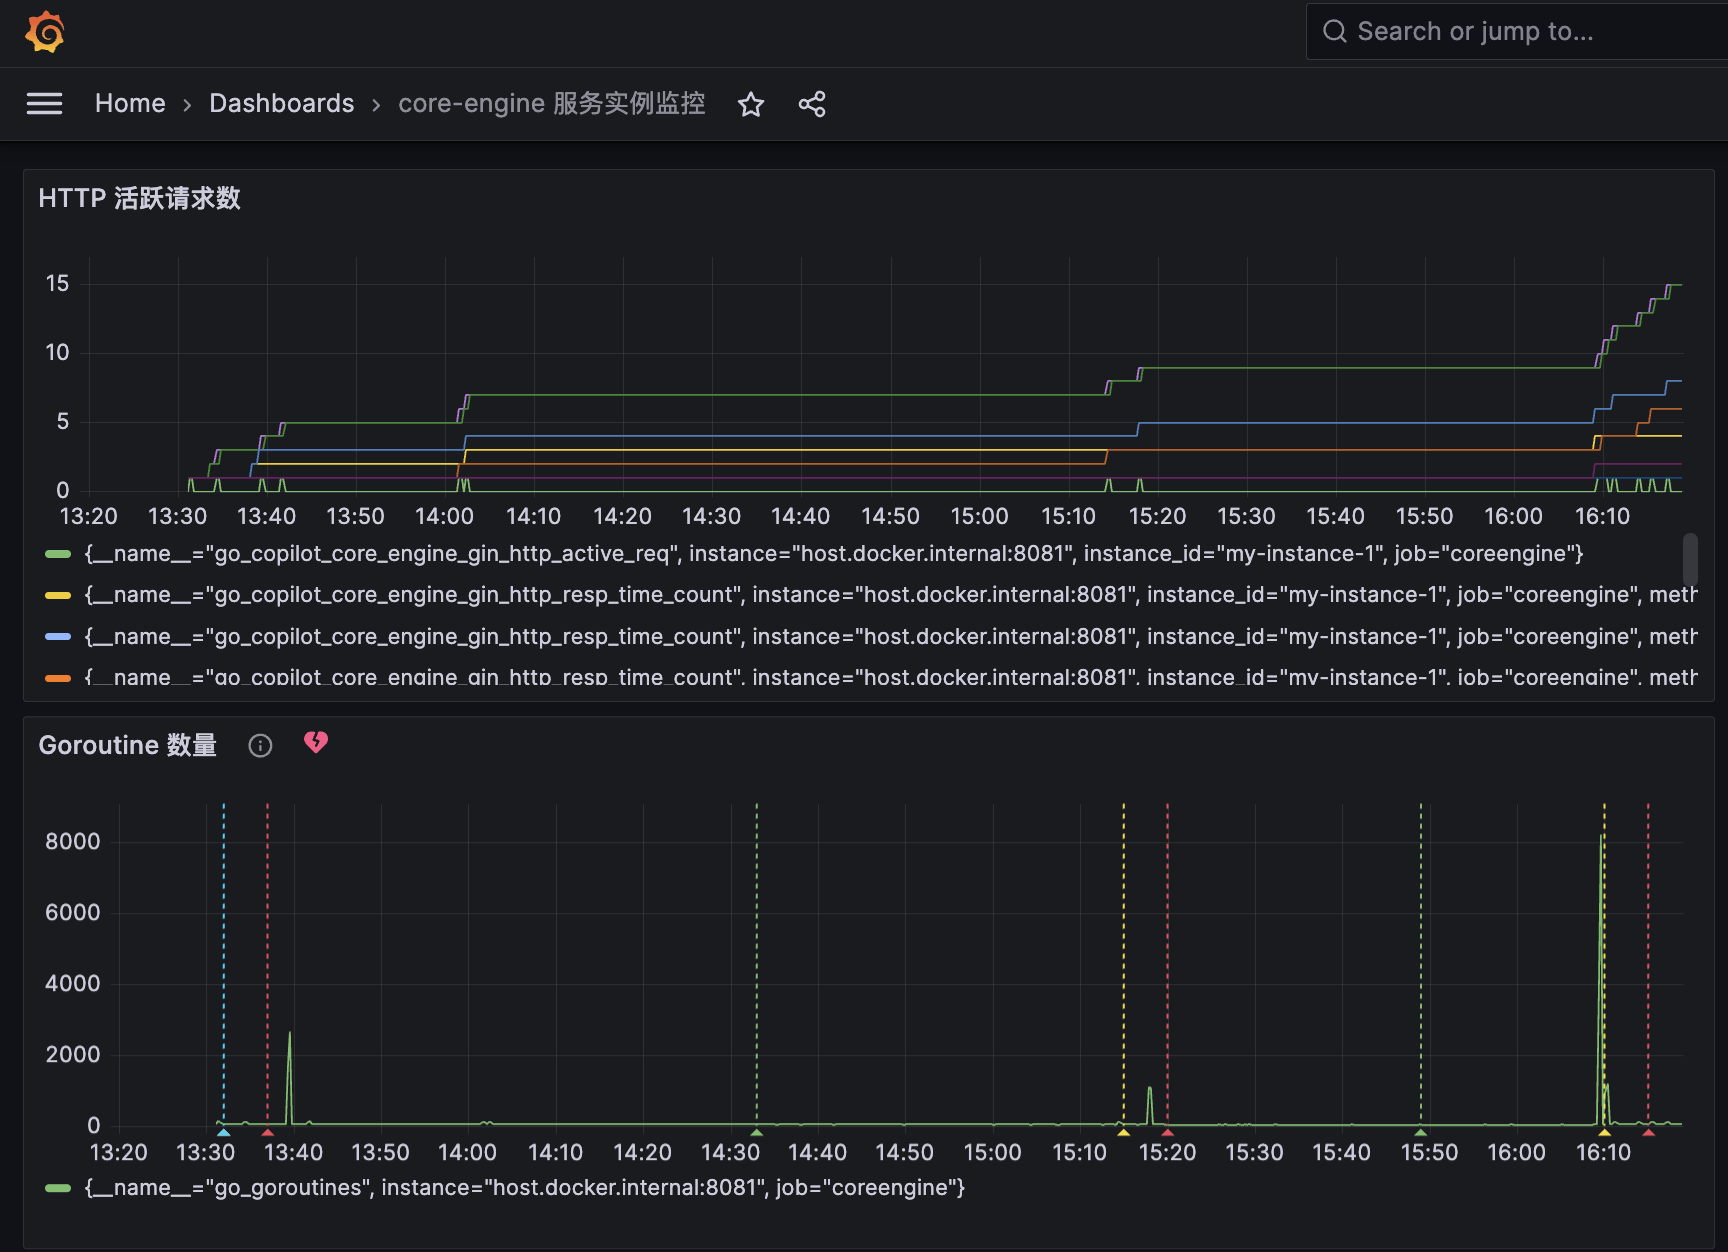 Search or jump to...
Home › Dashboards › core-engine 服务实例监控
HTTP 活跃请求数
15
10
5
0
13:20 13:30 13:40 13:50 14:00 14:10 14:20 14:30 14:40 14:50 15:00 15:10 15:20 15:30 15:40 15:50 16:00 16:10
{__name__="go_copilot_core_engine_gin_http_active_req", instance="host.docker.internal:8081", instance_id="my-instance-1", job="coreengine"}
{__name__="go_copilot_core_engine_gin_http_resp_time_count", instance="host.docker.internal:8081", instance_id="my-instance-1", job="coreengine", meth
{__name__="go_copilot_core_engine_gin_http_resp_time_count", instance="host.docker.internal:8081", instance_id="my-instance-1", job="coreengine", meth
{__name__="go_copilot_core_engine_gin_http_resp_time_count", instance="host.docker.internal:8081", instance_id="my-instance-1", job="coreengine", meth
Goroutine 数量
8000
6000
4000
2000
0
13:20 13:30 13:40 13:50 14:00 14:10 14:20 14:30 14:40 14:50 15:00 15:10 15:20 15:30 15:40 15:50 16:00 16:10
{__name__="go_goroutines", instance="host.docker.internal:8081", job="coreengine"}